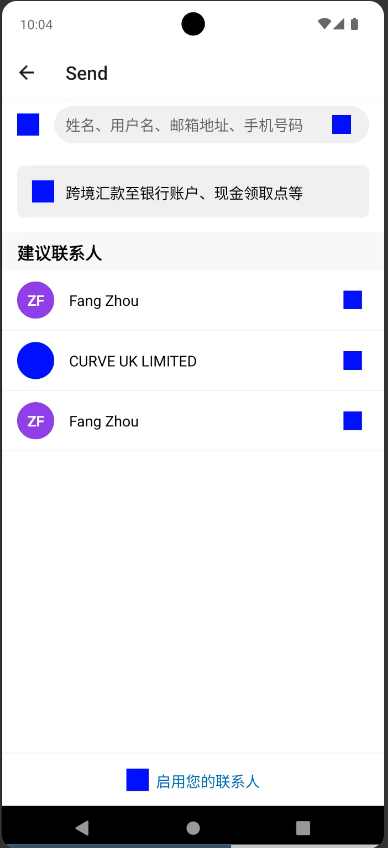 10:04
Send
姓名、用户名、邮箱地址、手机号码
跨境汇款至银行账户、现金领取点等
建议联系人
ZF Fang Zhou
CURVE UK LIMITED
ZF Fang Zhou
启用您的联系人